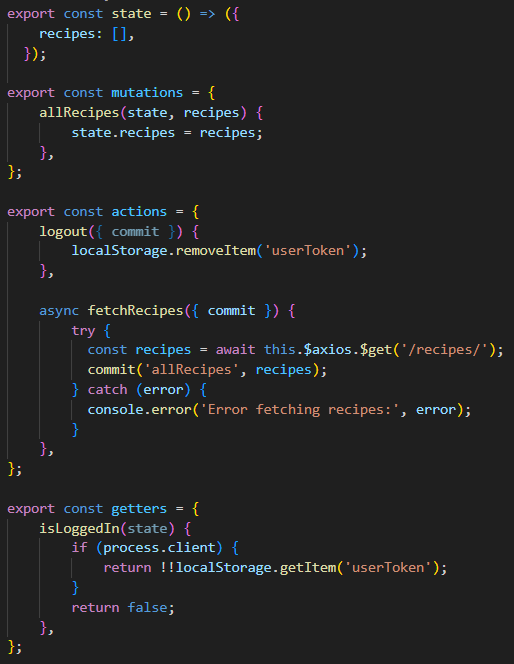 export const state = () => ({
    recipes: [],
  });

export const mutations = {
    allRecipes(state, recipes) {
        state.recipes = recipes;
    },
};

export const actions = {
    logout({ commit }) {
        localStorage.removeItem('userToken');
    },

    async fetchRecipes({ commit }) {
        try {
          const recipes = await this.$axios.$get('/recipes/');
          commit('allRecipes', recipes);
        } catch (error) {
          console.error('Error fetching recipes:', error);
        }
    },
};

export const getters = {
    isLoggedIn(state) {
        if (process.client) {
            return !!localStorage.getItem('userToken');
        }
        return false;
    },
};